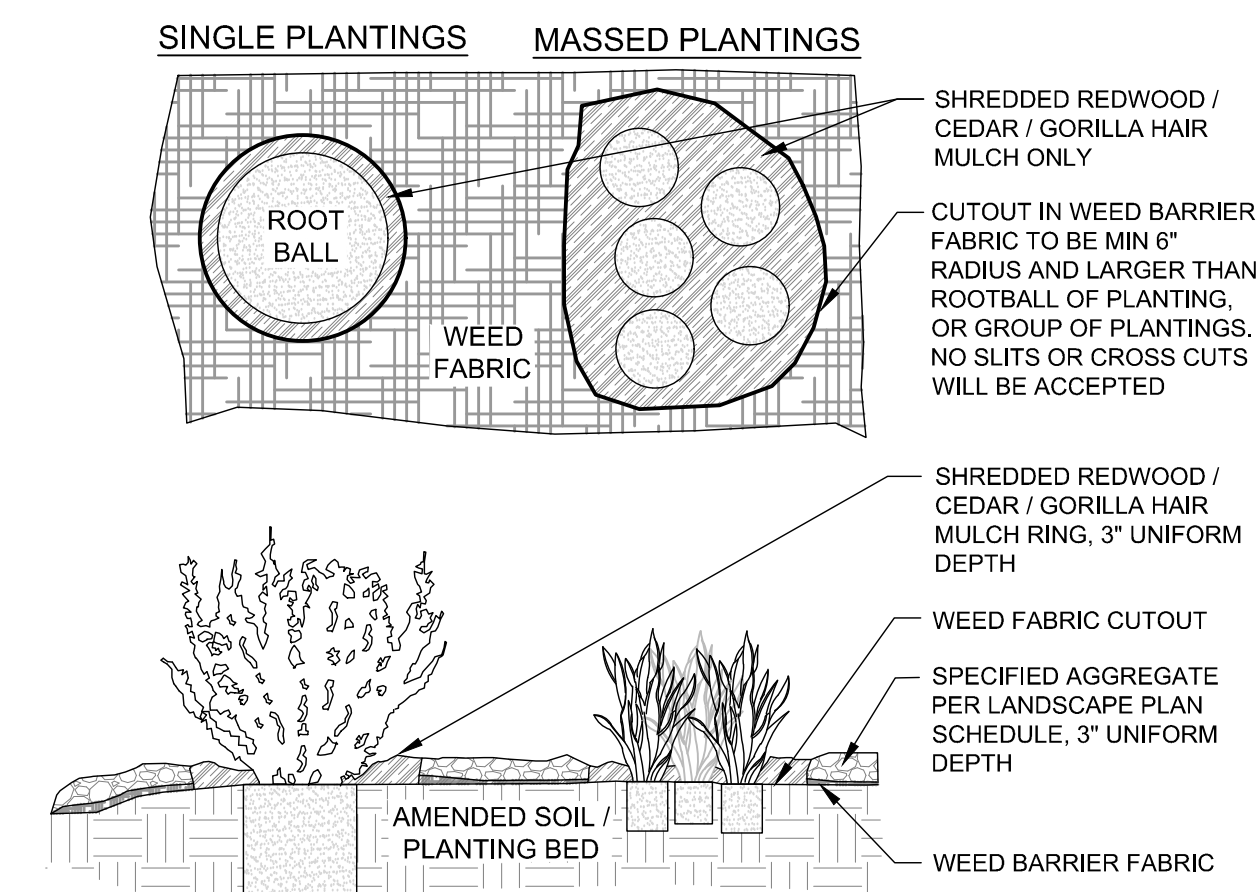 SINGLE PLANTINGS
MASSED PLANTINGS
ROOT
BALL
WEED
FABRIC
SHREDDED REDWOOD /
CEDAR / GORILLA HAIR
MULCH ONLY
CUTOUT IN WEED BARRIER
FABRIC TO BE MIN 6"
RADIUS AND LARGER THAN
ROOTBALL OF PLANTING,
OR GROUP OF PLANTINGS.
NO SLITS OR CROSS CUTS
WILL BE ACCEPTED
SHREDDED REDWOOD /
CEDAR / GORILLA HAIR
MULCH RING, 3" UNIFORM
DEPTH
WEED FABRIC CUTOUT
SPECIFIED AGGREGATE
PER LANDSCAPE PLAN
SCHEDULE, 3" UNIFORM
DEPTH
AMENDED SOIL /
PLANTING BED
WEED BARRIER FABRIC